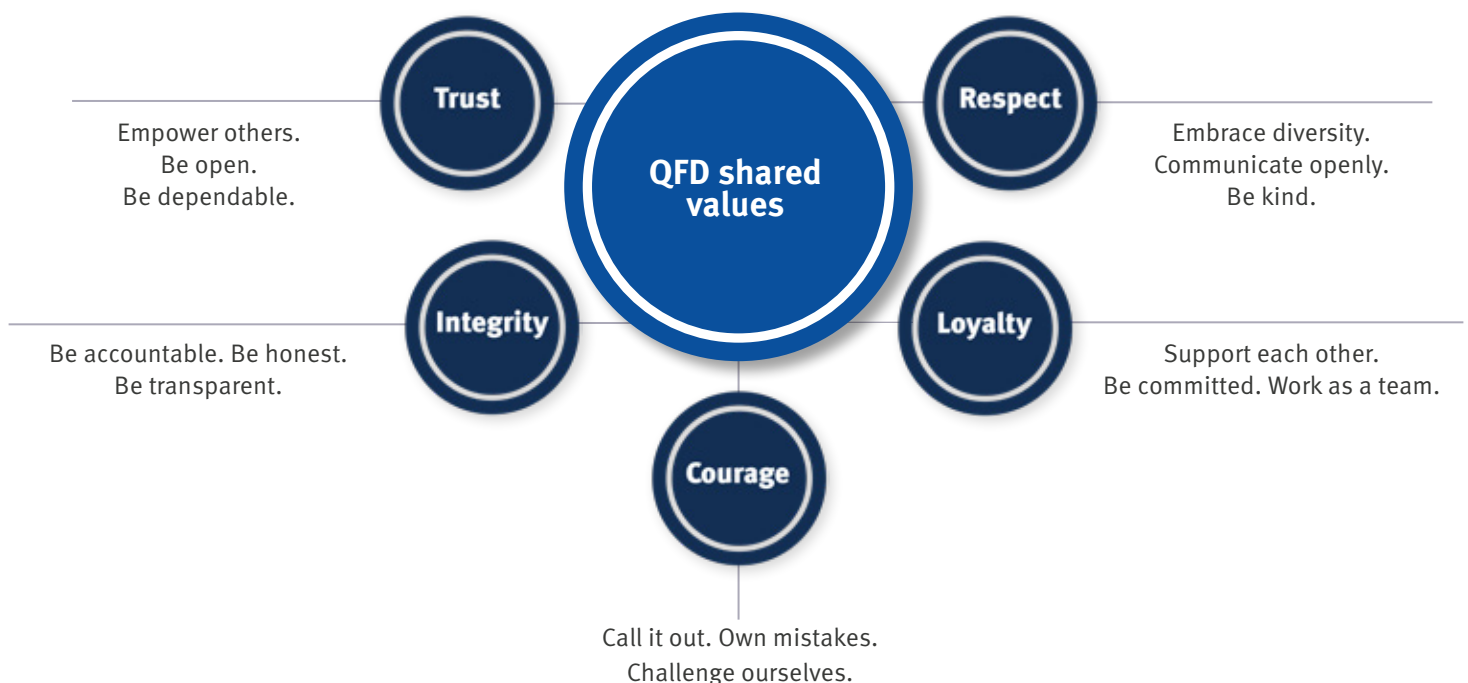 QFD shared
values
Trust
Empower others.
Be open.
Be dependable.
Respect
Embrace diversity.
Communicate openly.
Be kind.
Integrity
Be accountable. Be honest.
Be transparent.
Loyalty
Support each other.
Be committed. Work as a team.
Courage
Call it out. Own mistakes.
Challenge ourselves.